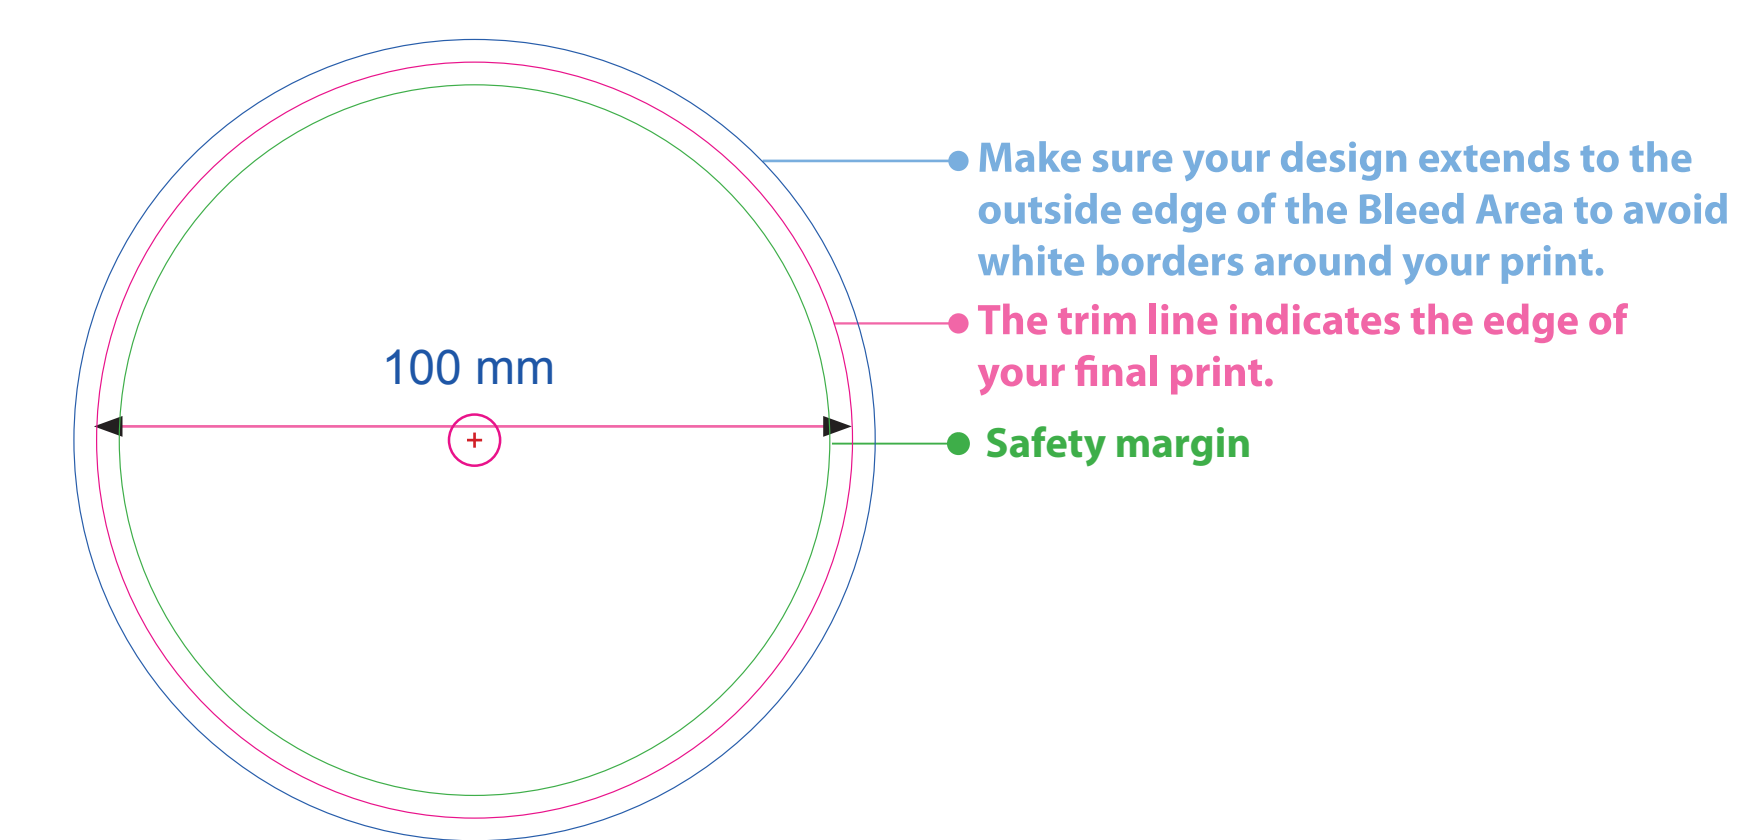 Make sure your design extends to the
outside edge of the Bleed Area to avoid
white borders around your print.
The trim line indicates the edge of
your final print.
100 mm
Safety margin